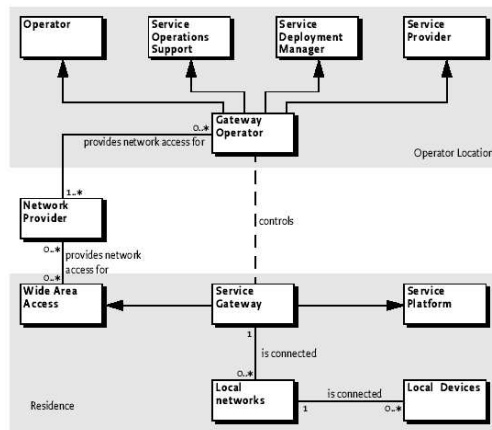 Operator
Service
Operations
Support
Service
Deployment
Manager
Service
Provider
0..*
Gateway
Operator
provides network access for
Operator Location
1..*
Network
Provider
controls
0..*
provides network
access for
0..*
Wide Area
Access
Service
Gateway
Service
Platform
1
is connected
0..*
Local
networks
is connected
Local Devices
1
0..*
Residence